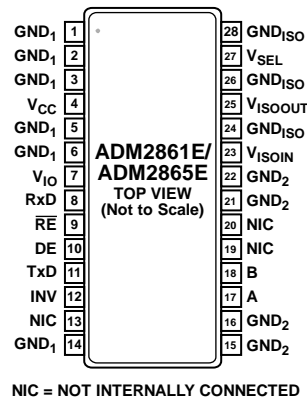 GND1 1 28 GNDISO
GND1 2 27 VSEL
GND1 3 26 GNDISO
VCC 4 25 VISOOUT
GND1 5 24 GNDISO
GND1 6 23 VISOIN
VIO 7 22 GND2
RxD 8 21 GND2
RE 9 20 NIC
DE 10 19 NIC
TxD 11 18 B
INV 12 17 A
NIC 13 16 GND2
GND1 14 15 GND2
ADM2861E/
ADM2865E
TOP VIEW
(Not to Scale)
NIC = NOT INTERNALLY CONNECTED